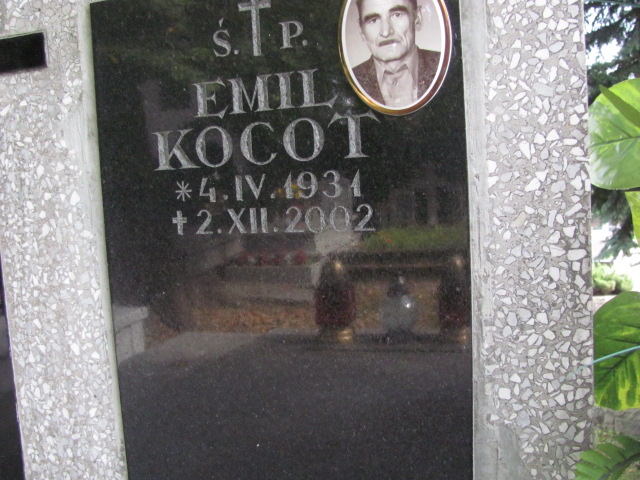 Ś. P.
EMIL
KOCOT
*4.IV.1931
✝2.XII.2002